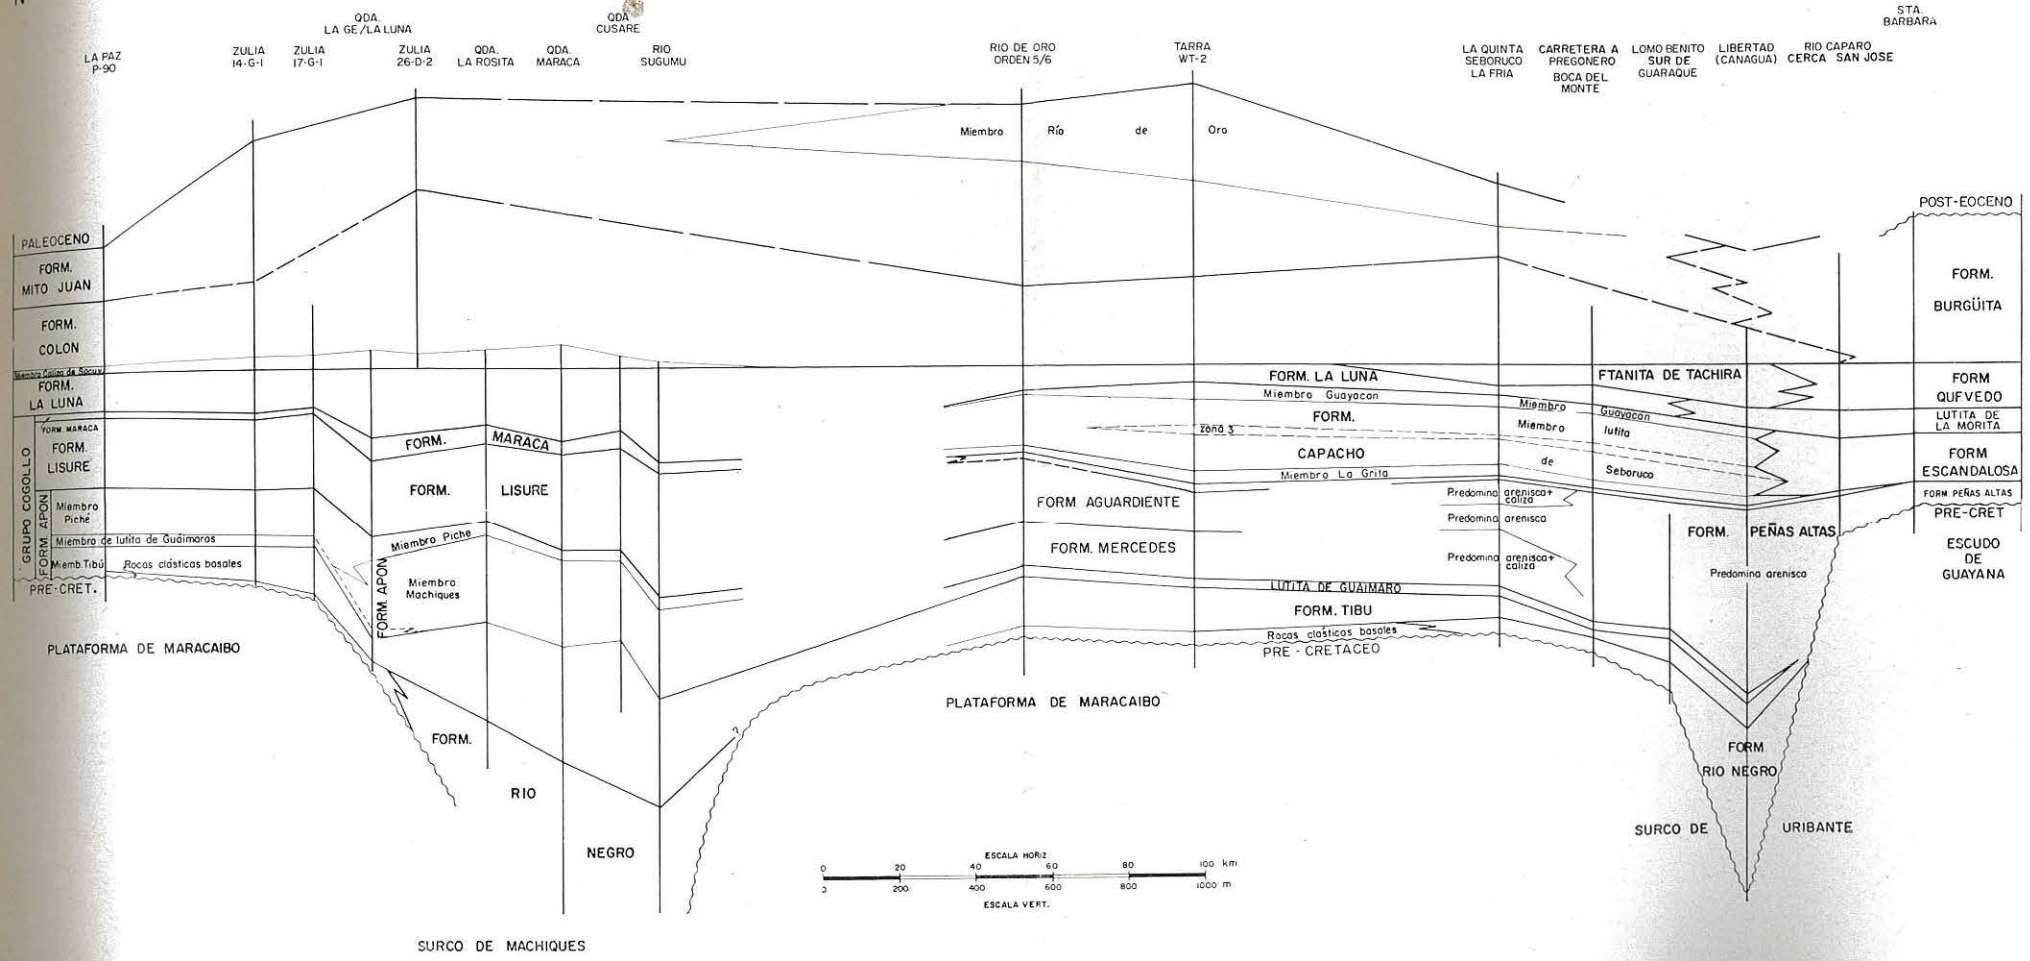 N
QDA.
LA GE/LA LUNA
QDA
CUSARE
STA.
BARBARA
LA PAZ
P-90
ZULIA
14-G-1
ZULIA
17-G-1
ZULIA
26-D-2
QDA.
LA ROSITA
QDA.
MARACA
RIO
SUGUMU
RIO DE ORO
ORDEN 5/6
TARRA
WT-2
LA QUINTA
SEBORUCO
LA FRIA
CARRETERA A
PREGONERO
BOCA DEL
MONTE
LOMO BENITO
SUR DE
GUARAQUE
LIBERTAD
(CANAGUA)
RIO CAPARO
CERCA SAN JOSE
Miembro Río de Oro
PALEOCENO
FORM.
MITO JUAN
FORM.
COLON
Miembro Caliza de Socuy
FORM.
LA LUNA
FORM. MARACA
FORM.
LISURE
GRUPO COGOLLO
FORM. APON
Miembro
Piché
Miembro de lutita de Guáimaros
Miemb. Tibú
Rocas clásticas basales
PRE-CRET.
PLATAFORMA DE MARACAIBO
FORM. MARACA
FORM. LISURE
Miembro Piche
FORM. APON
Miembro
Machiques
FORM.
RIO
NEGRO
?
SURCO DE MACHIQUES
FORM. LA LUNA
Miembro Guayacan
FORM.
zona 3
CAPACHO
Miembro La Grita
FORM AGUARDIENTE
FORM. MERCEDES
LUTITA DE GUAIMARO
FORM. TIBU
Rocas clásticas basales
PRE-CRETACEO
PLATAFORMA DE MARACAIBO
FTANITA DE TACHIRA
Miembro Guayacán
Miembro lutita
de Seboruco
Predomina arenisca+
caliza
Predomina arenisca
Predomina arenisca+
caliza
FORM. PEÑAS ALTAS
Predomina arenisca
FORM
RIO NEGRO
SURCO DE URIBANTE
POST-EOCENO
FORM.
BURGÜITA
FORM
QUEVEDO
LUTITA DE
LA MORITA
FORM
ESCANDALOSA
FORM. PEÑAS ALTAS
PRE-CRET
ESCUDO
DE
GUAYANA
ESCALA HORIZ.
0 20 40 60 80 100 km
0 200 400 600 800 1000 m
ESCALA VERT.